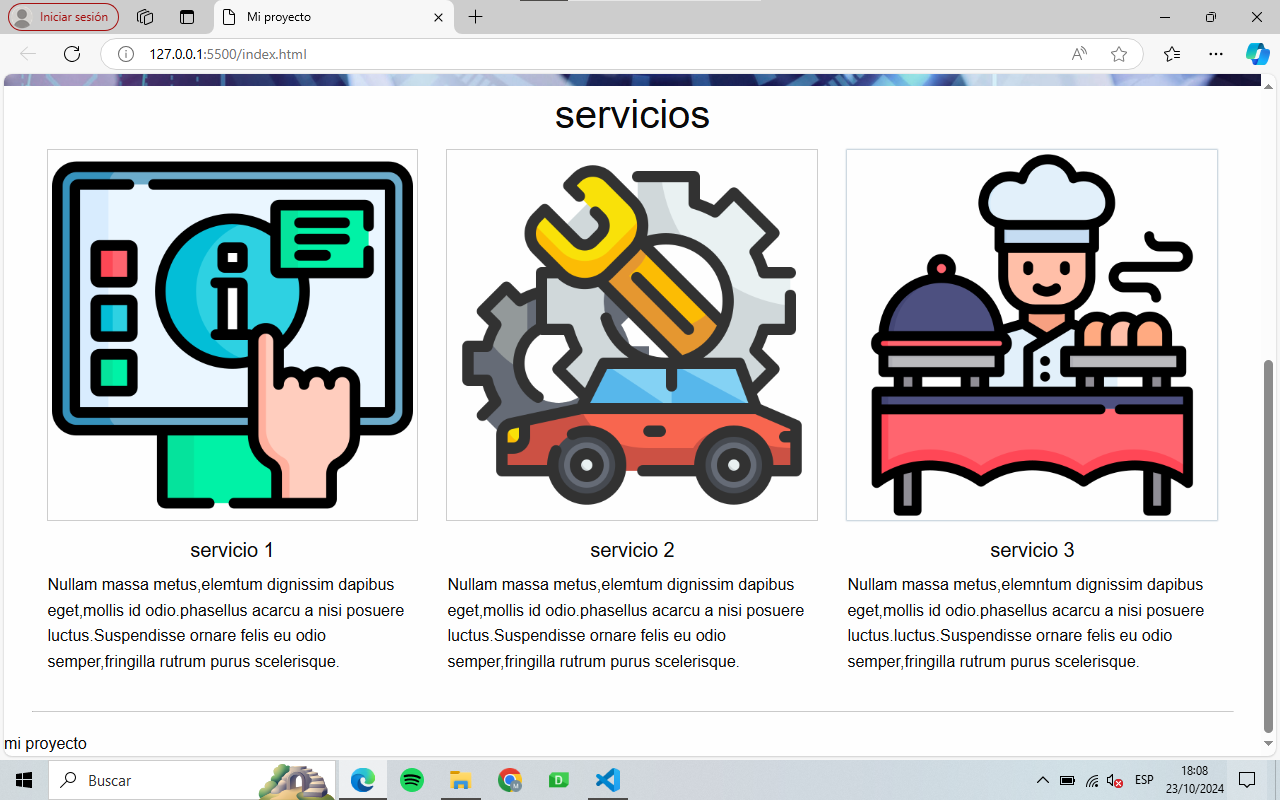 Iniciar sesión
Mi proyecto
127.0.0.1:5500/index.html
servicios
servicio 1
Nullam massa metus,elemtum dignissim dapibus
eget,mollis id odio.phasellus acarcu a nisi posuere
luctus.Suspendisse ornare felis eu odio
semper,fringilla rutrum purus scelerisque.
servicio 2
Nullam massa metus,elemtum dignissim dapibus
eget,mollis id odio.phasellus acarcu a nisi posuere
luctus.Suspendisse ornare felis eu odio
semper,fringilla rutrum purus scelerisque.
servicio 3
Nullam massa metus,elemntum dignissim dapibus
eget,mollis id odio.phasellus acarcu a nisi posuere
luctus.luctus.Suspendisse ornare felis eu odio
semper,fringilla rutrum purus scelerisque.
mi proyecto
Buscar
ESP
18:08
23/10/2024